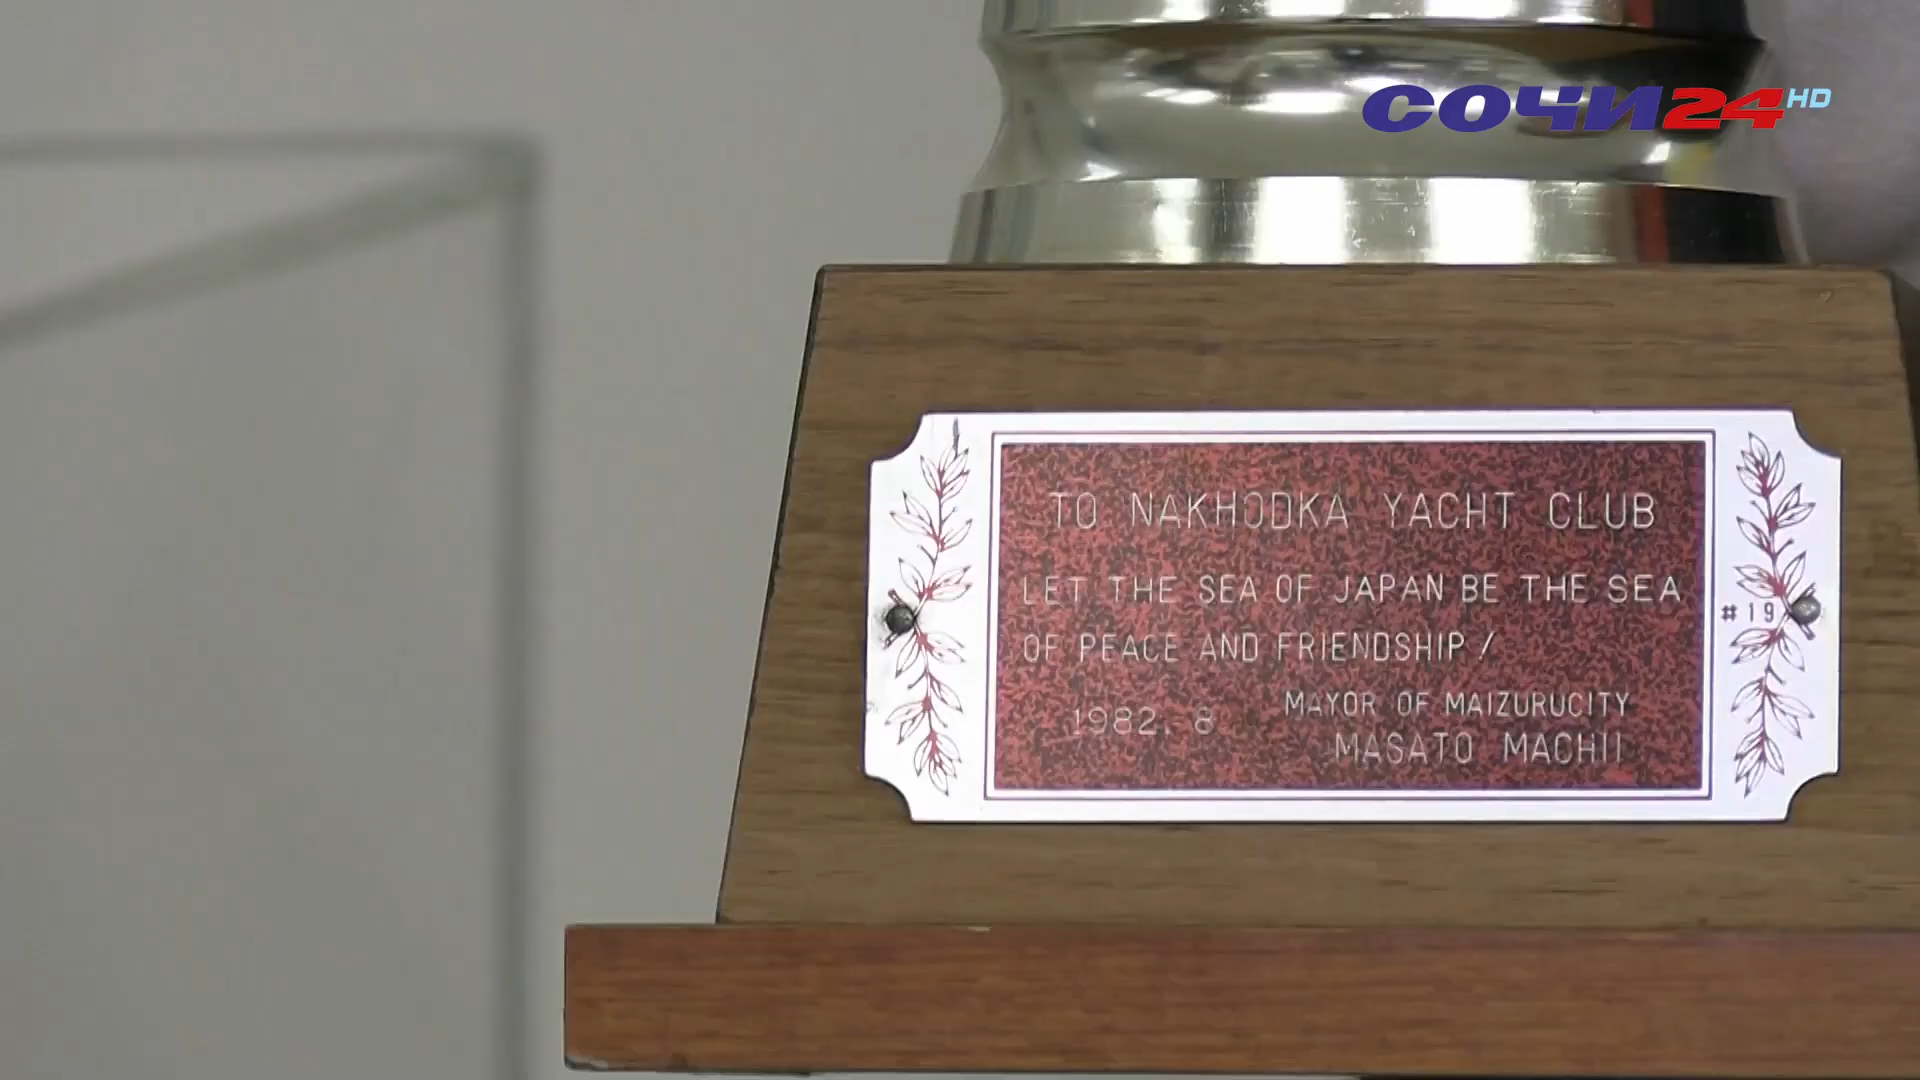 СОЧИ24HD
TO NAKHODKA YACHT CLUB
LET THE SEA OF JAPAN BE THE SEA
OF PEACE AND FRIENDSHIP /
1982. 8
MAYOR OF MAIZURUCITY
MASATO MACHII
#19